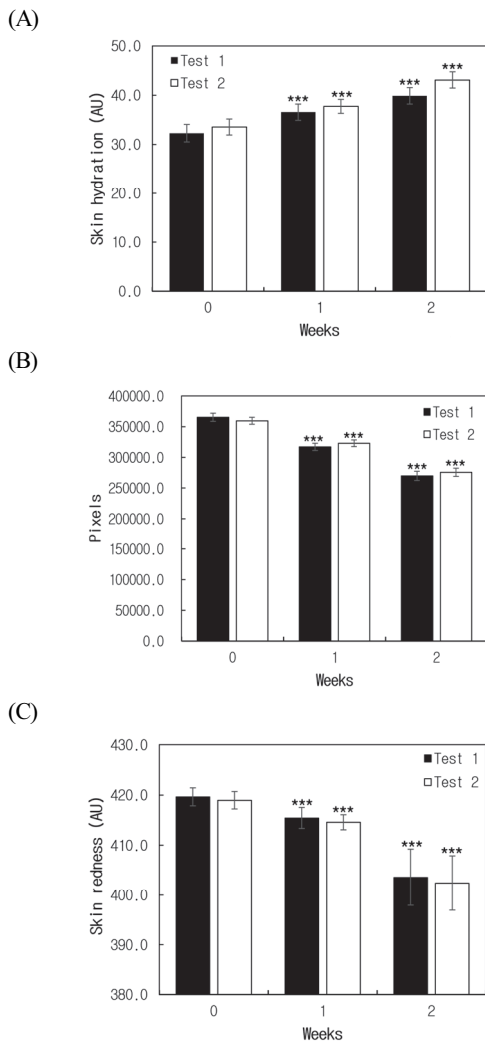 (A)
50.0
Test 1
Test 2
40.0
30.0
20.0
10.0
0.0
Skin hydration (AU)
*** ***
*** ***
0 1 2
Weeks
(B)
400000.0
Test 1
Test 2
350000.0
300000.0
250000.0
200000.0
150000.0
100000.0
50000.0
0.0
Pixels
*** ***
*** ***
0 1 2
Weeks
(C)
430.0
Test 1
Test 2
420.0
410.0
400.0
390.0
380.0
Skin redness (AU)
*** ***
*** ***
0 1 2
Weeks